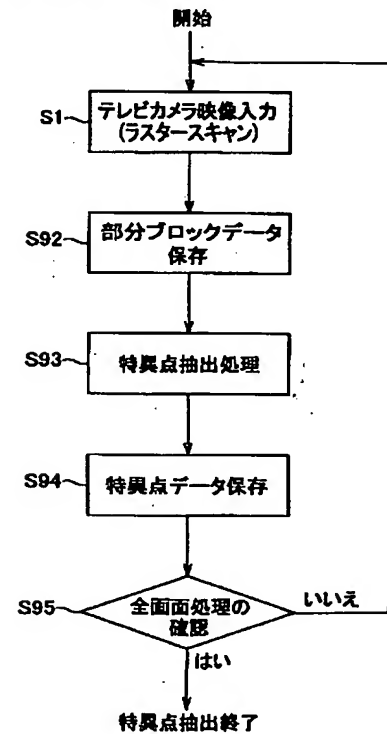 開始
S1
テレビカメラ映像入力
(ラスタースキャン)
S92
部分ブロックデータ
保存
S93
特異点抽出処理
S94
特異点データ保存
S95
全画面処理の
確認
いいえ
はい
特異点抽出終了